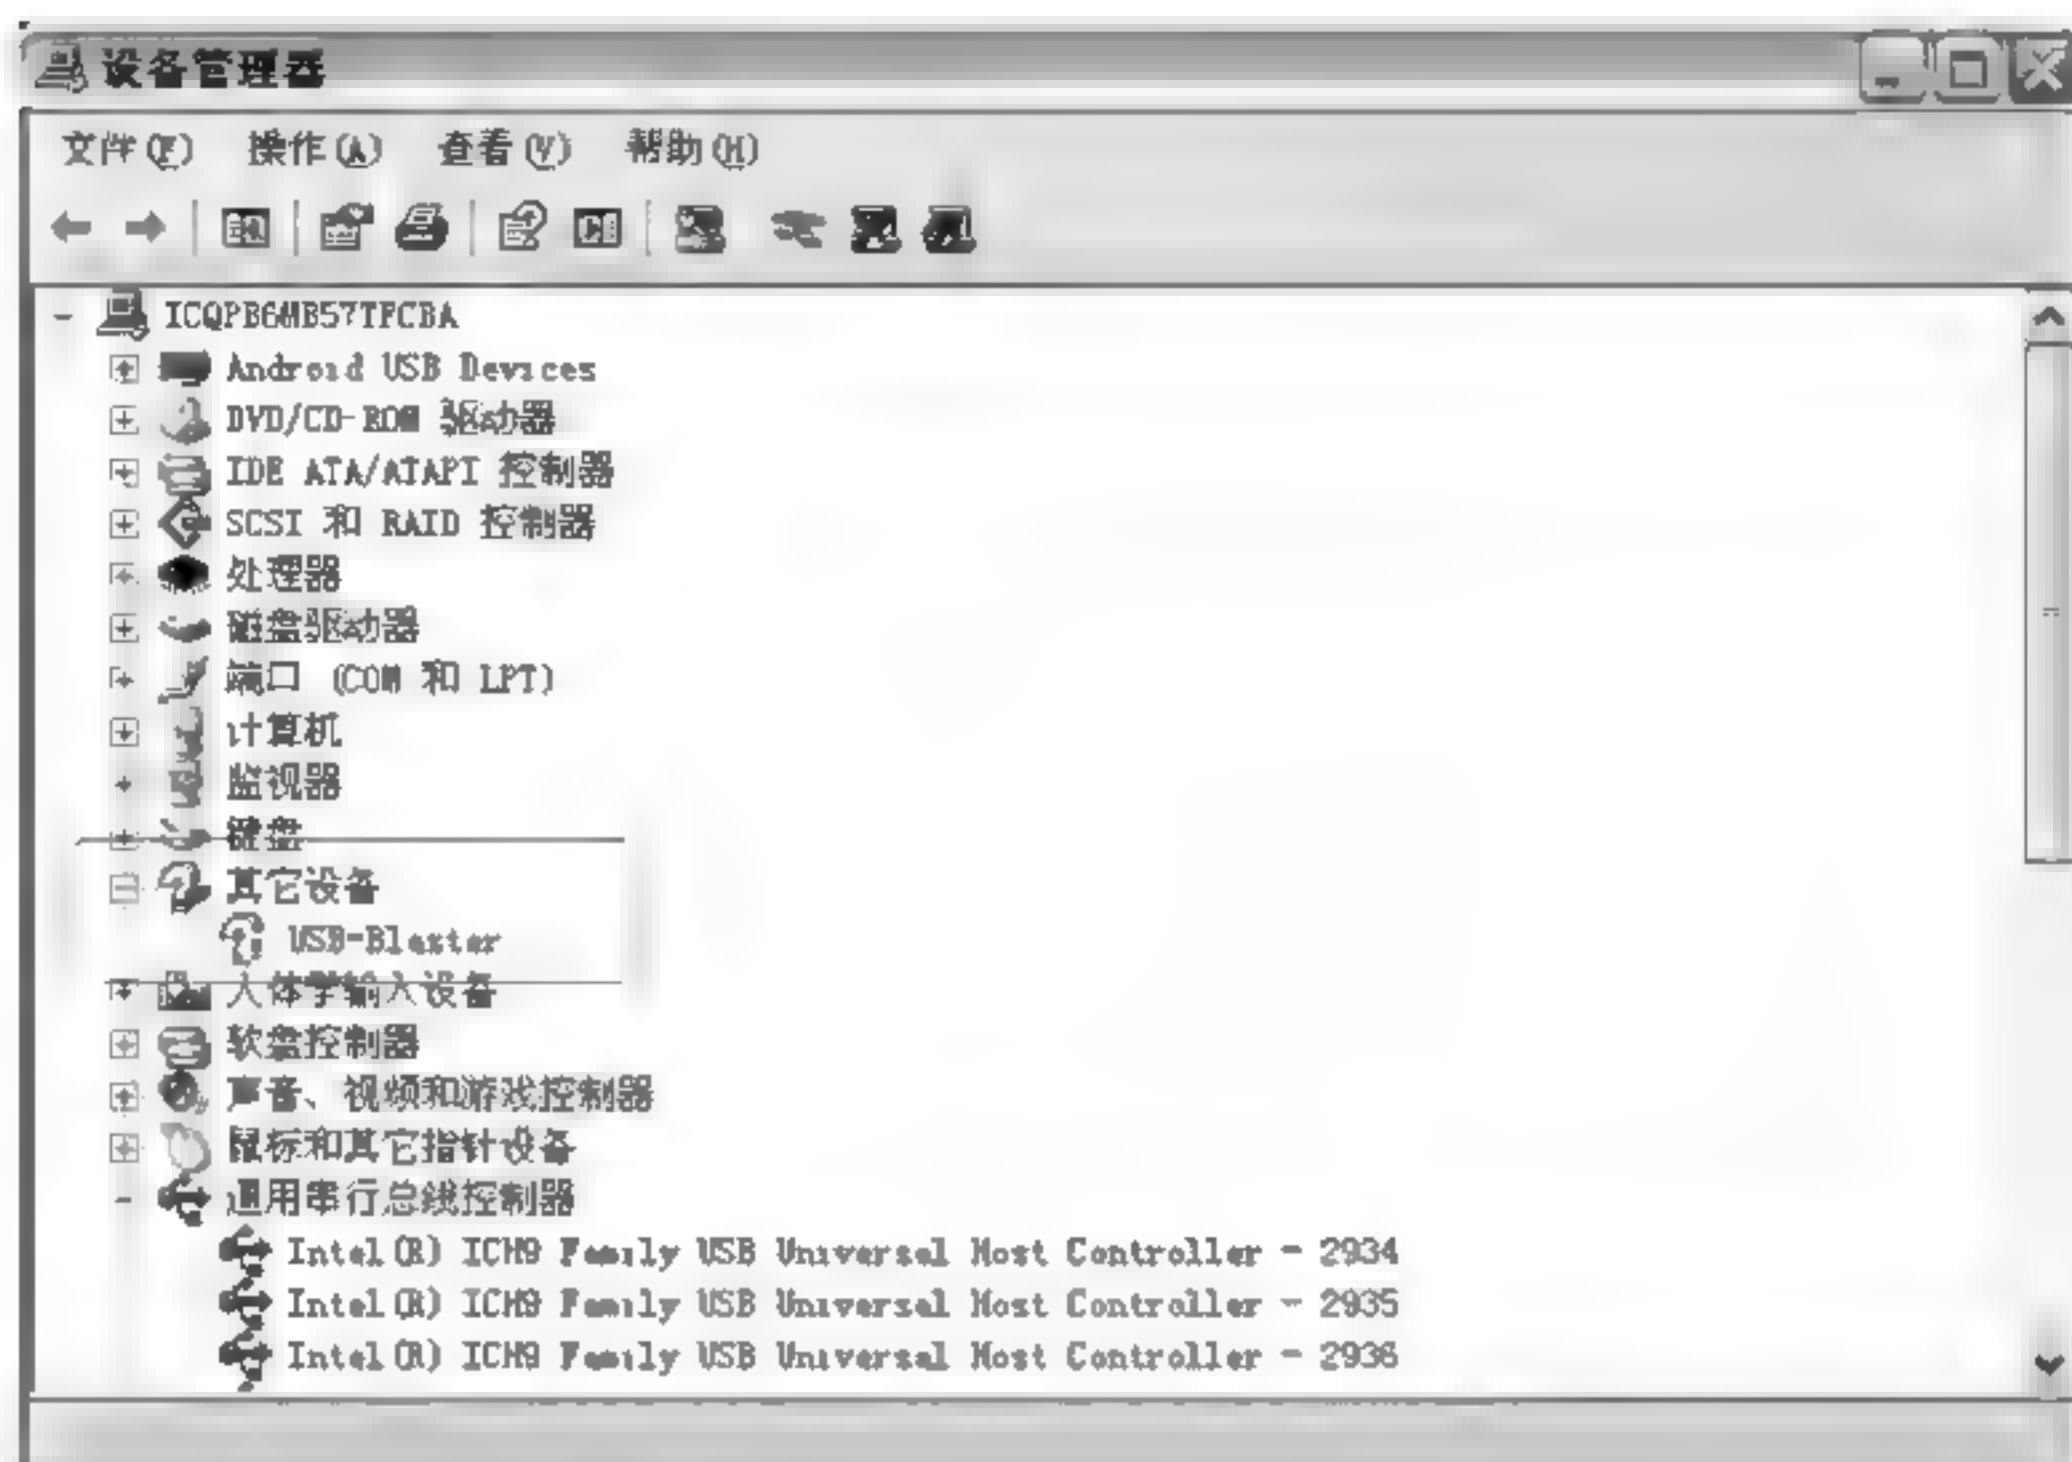 设备管理器
文件(F) 操作(A) 查看(V) 帮助(H)
ICQPB6MB57TFCBA
Android USB Devices
DVD/CD-ROM 驱动器
IDE ATA/ATAPI 控制器
SCSI 和 RAID 控制器
处理器
磁盘驱动器
端口 (COM 和 LPT)
计算机
监视器
键盘
其它设备
USB-Blaster
人体学输入设备
软盘控制器
声音、视频和游戏控制器
鼠标和其它指针设备
通用串行总线控制器
Intel(R) ICH9 Family USB Universal Host Controller - 2934
Intel(R) ICH9 Family USB Universal Host Controller - 2935
Intel(R) ICH9 Family USB Universal Host Controller - 2936